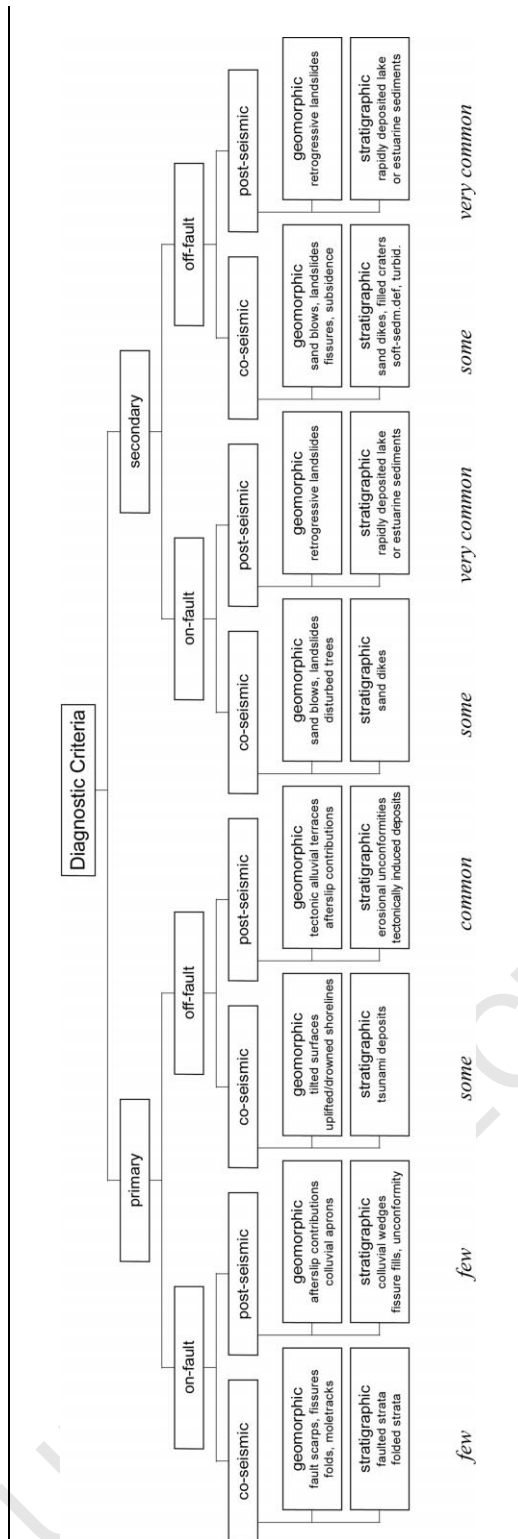 Diagnostic Criteria
primary
secondary
on-fault
off-fault
on-fault
off-fault
co-seismic
post-seismic
co-seismic
post-seismic
co-seismic
post-seismic
co-seismic
post-seismic
geomorphic
fault scarps, fissures
folds, moletracks
geomorphic
afterslip contributions
colluvial aprons
geomorphic
tilted surfaces
uplifted/drowned shorelines
geomorphic
tectonic alluvial terraces
afterslip contributions
geomorphic
sand blows, landslides
disturbed trees
geomorphic
retrogressive landslides
geomorphic
sand blows, landslides
fissures, subsidence
geomorphic
retrogressive landslides
stratigraphic
faulted strata
folded strata
stratigraphic
colluvial wedges
fissure fills, unconformity
stratigraphic
tsunami deposits
stratigraphic
erosional unconformities
tectonically induced deposits
stratigraphic
sand dikes
stratigraphic
rapidly deposited lake
or estuarine sediments
stratigraphic
sand dikes, filled craters
soft-sedm.def, turbid.
stratigraphic
rapidly deposited lake
or estuarine sediments
few
few
some
common
some
very common
some
very common